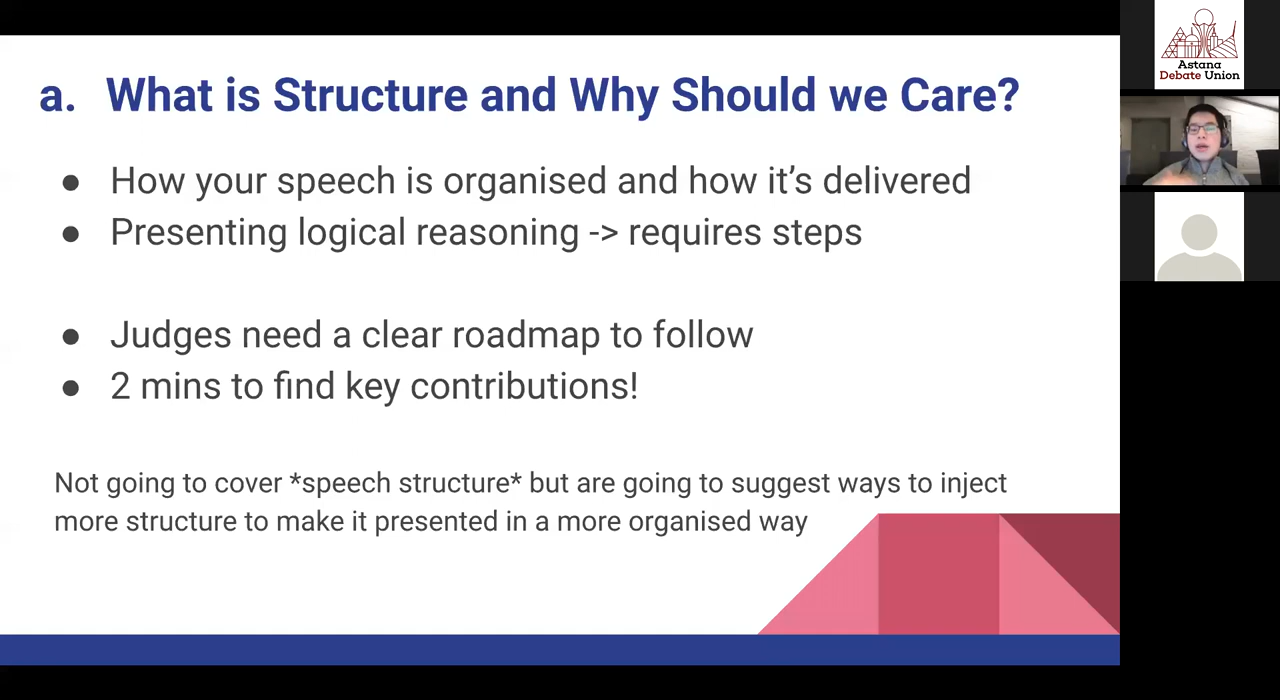 a. What is Structure and Why Should we Care?
● How your speech is organised and how it's delivered
● Presenting logical reasoning -> requires steps
● Judges need a clear roadmap to follow
● 2 mins to find key contributions!
Not going to cover *speech structure* but are going to suggest ways to inject
more structure to make it presented in a more organised way
Astana
Debate Union